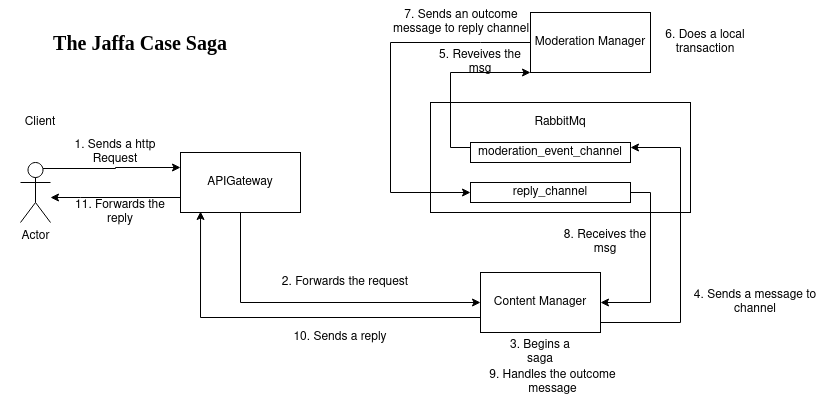 The Jaffa Case Saga
7. Sends an outcome
message to reply channel
Moderation Manager
6. Does a local
transaction
5. Reveives the
msg
Client
RabbitMq
1. Sends a http
Request
moderation_event_channel
APIGateway
reply_channel
11. Forwards the
reply
Actor
8. Receives the
msg
2. Forwards the request
Content Manager
4. Sends a message to
channel
10. Sends a reply
3. Begins a
saga
9. Handles the outcome
message